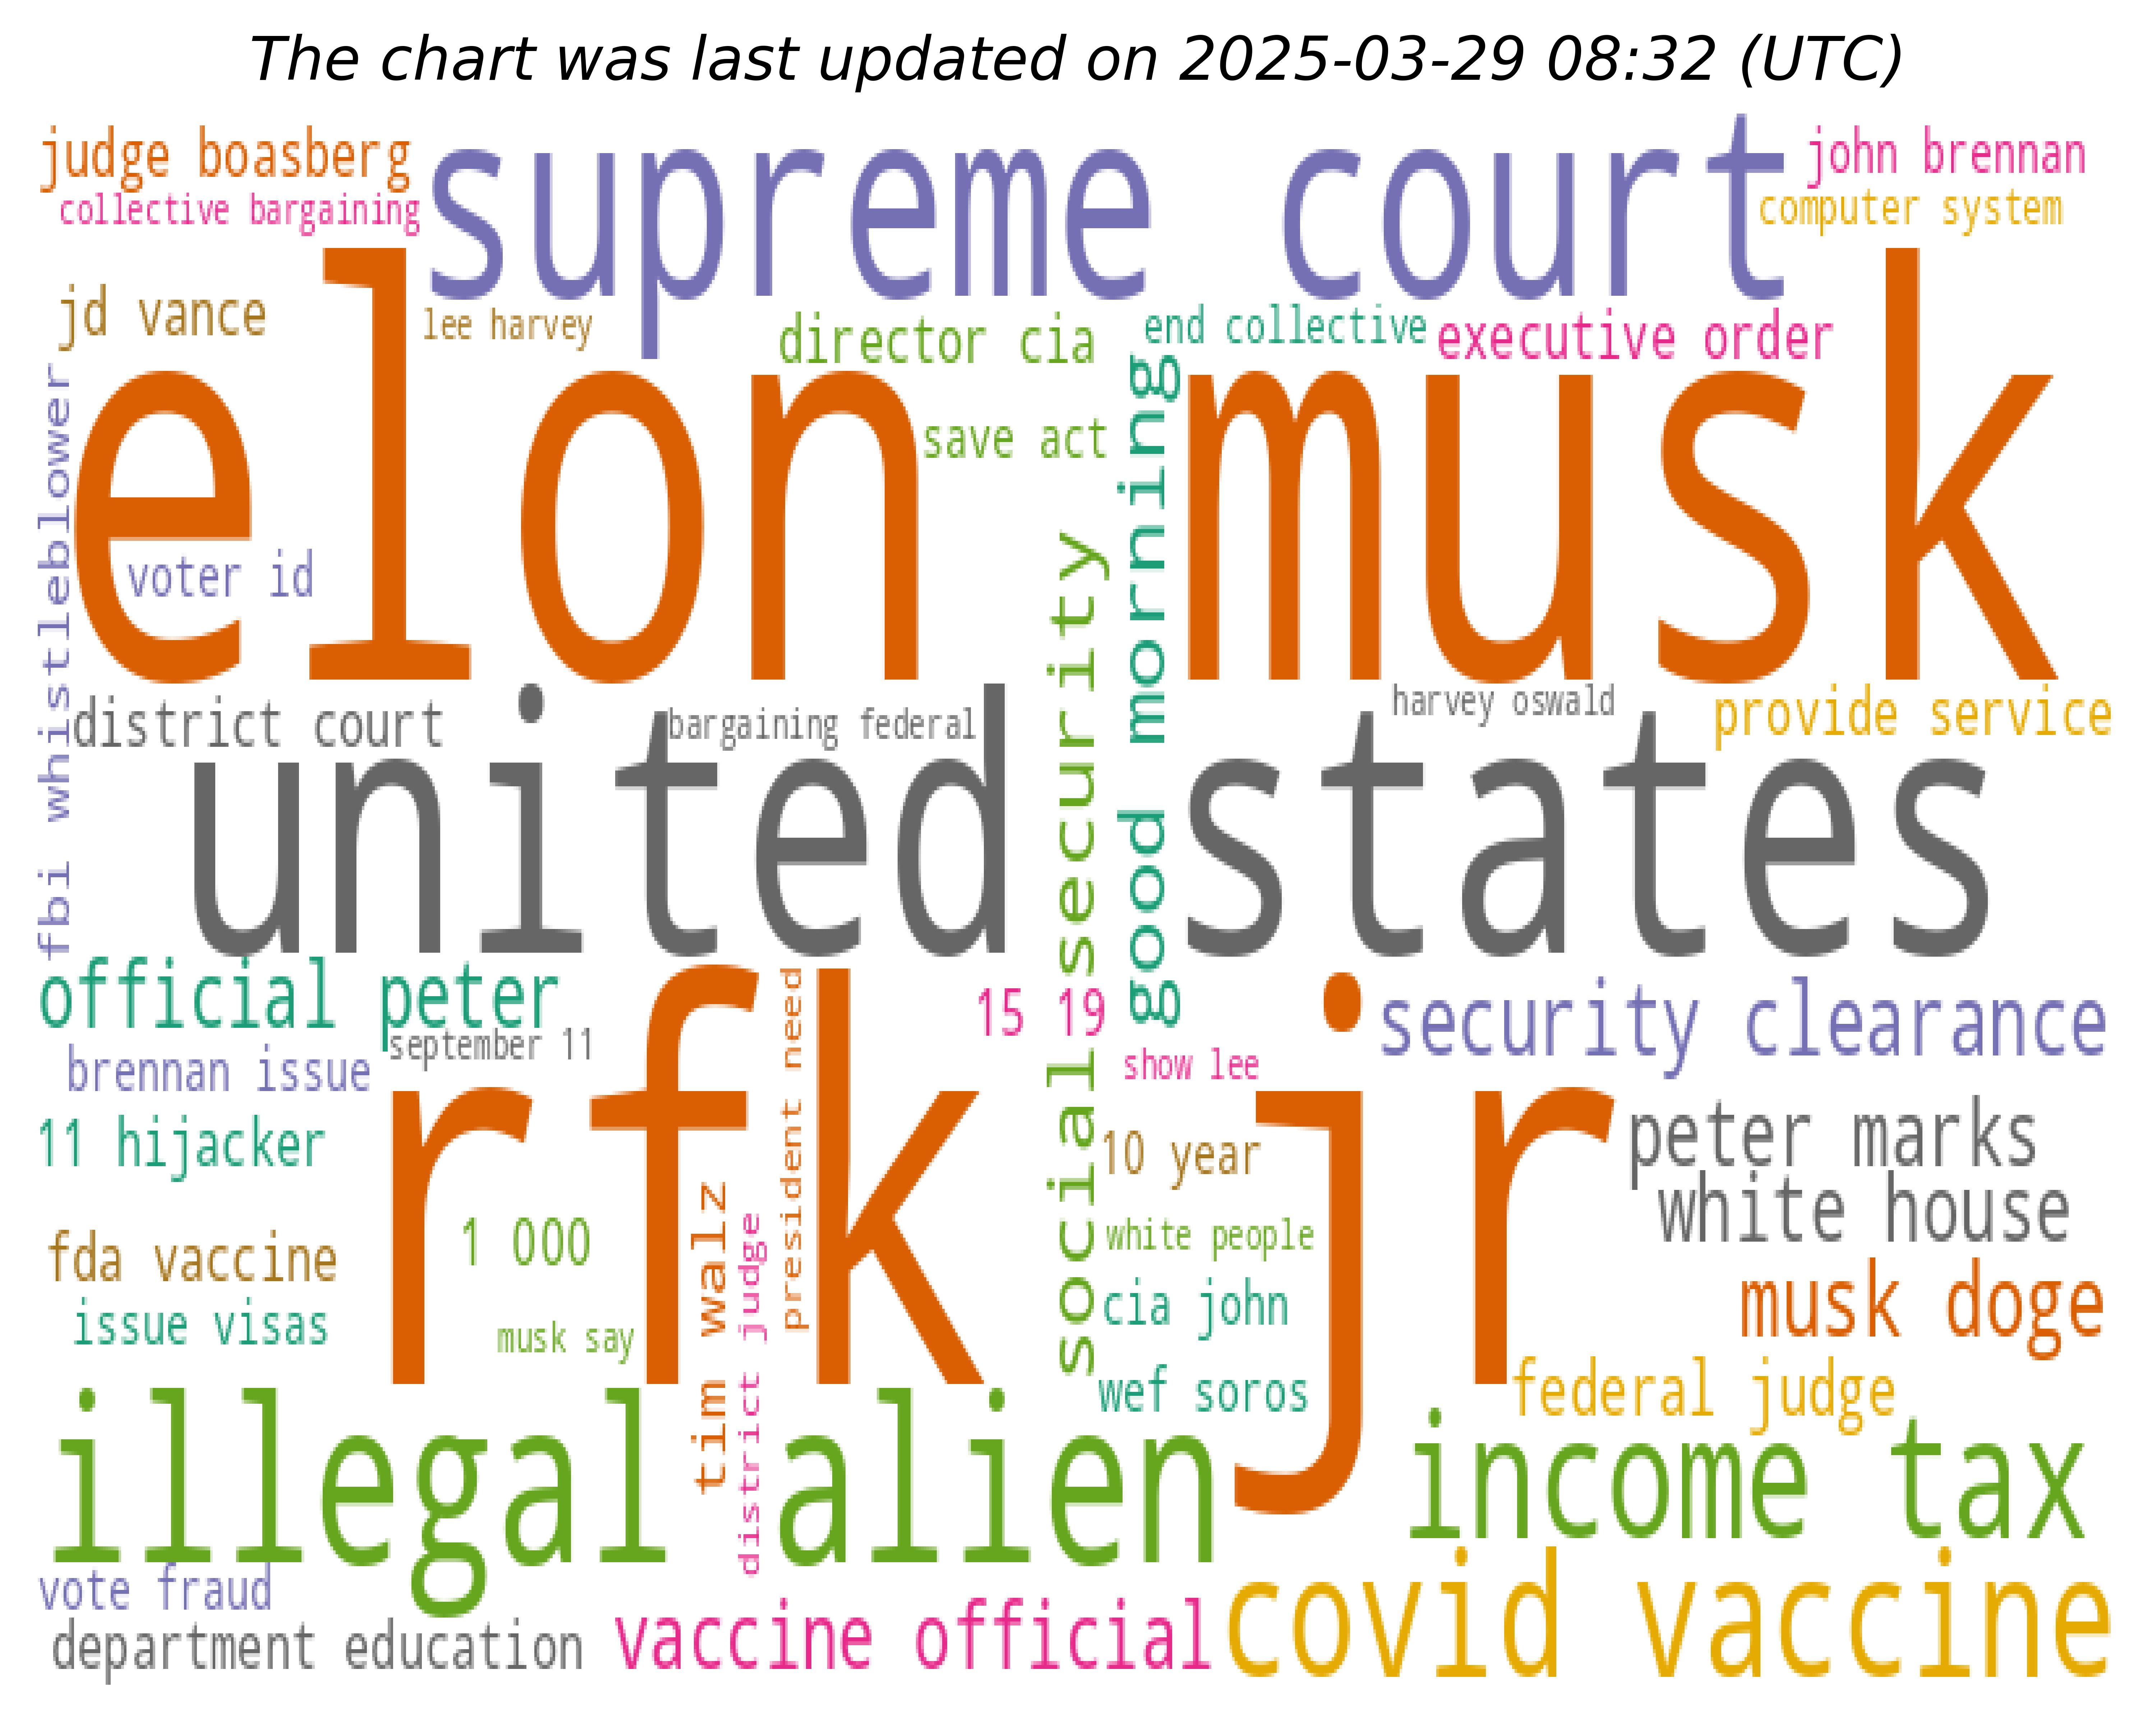 The chart was last updated on 2025-03-29 08:32 (UTC)
judge boasberg
supreme court
john brennan
collective bargaining
computer system
jd vance
lee harvey
director cia
end collective
executive order
elon musk
save act
voter id
fbi whistleblower
social security
good morning
district court
bargaining federal
harvey oswald
provide service
united states
official peter
september 11
president need
15 19
security clearance
brennan issue
show lee
rfk jr
11 hijacker
10 year
peter marks
white house
fda vaccine
1 000
tim walz
district judge
white people
issue visas
musk say
cia john
musk doge
wef soros
federal judge
illegal alien
income tax
vote fraud
covid vaccine
department education
vaccine official